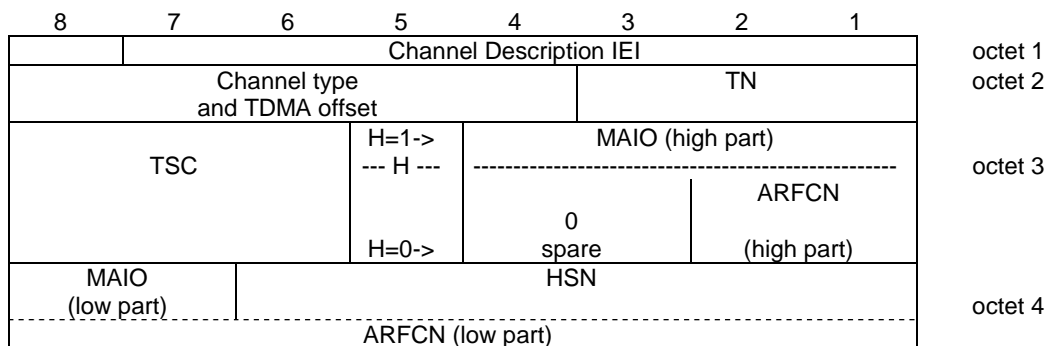 8 7 6 5 4 3 2 1
Channel Description IEI octet 1
Channel type TN octet 2
and TDMA offset
H=1-> MAIO (high part)
TSC --- H --- ---------------------------------------------------- octet 3
ARFCN
0
H=0-> spare (high part)
MAIO HSN
(low part) octet 4
ARFCN (low part)